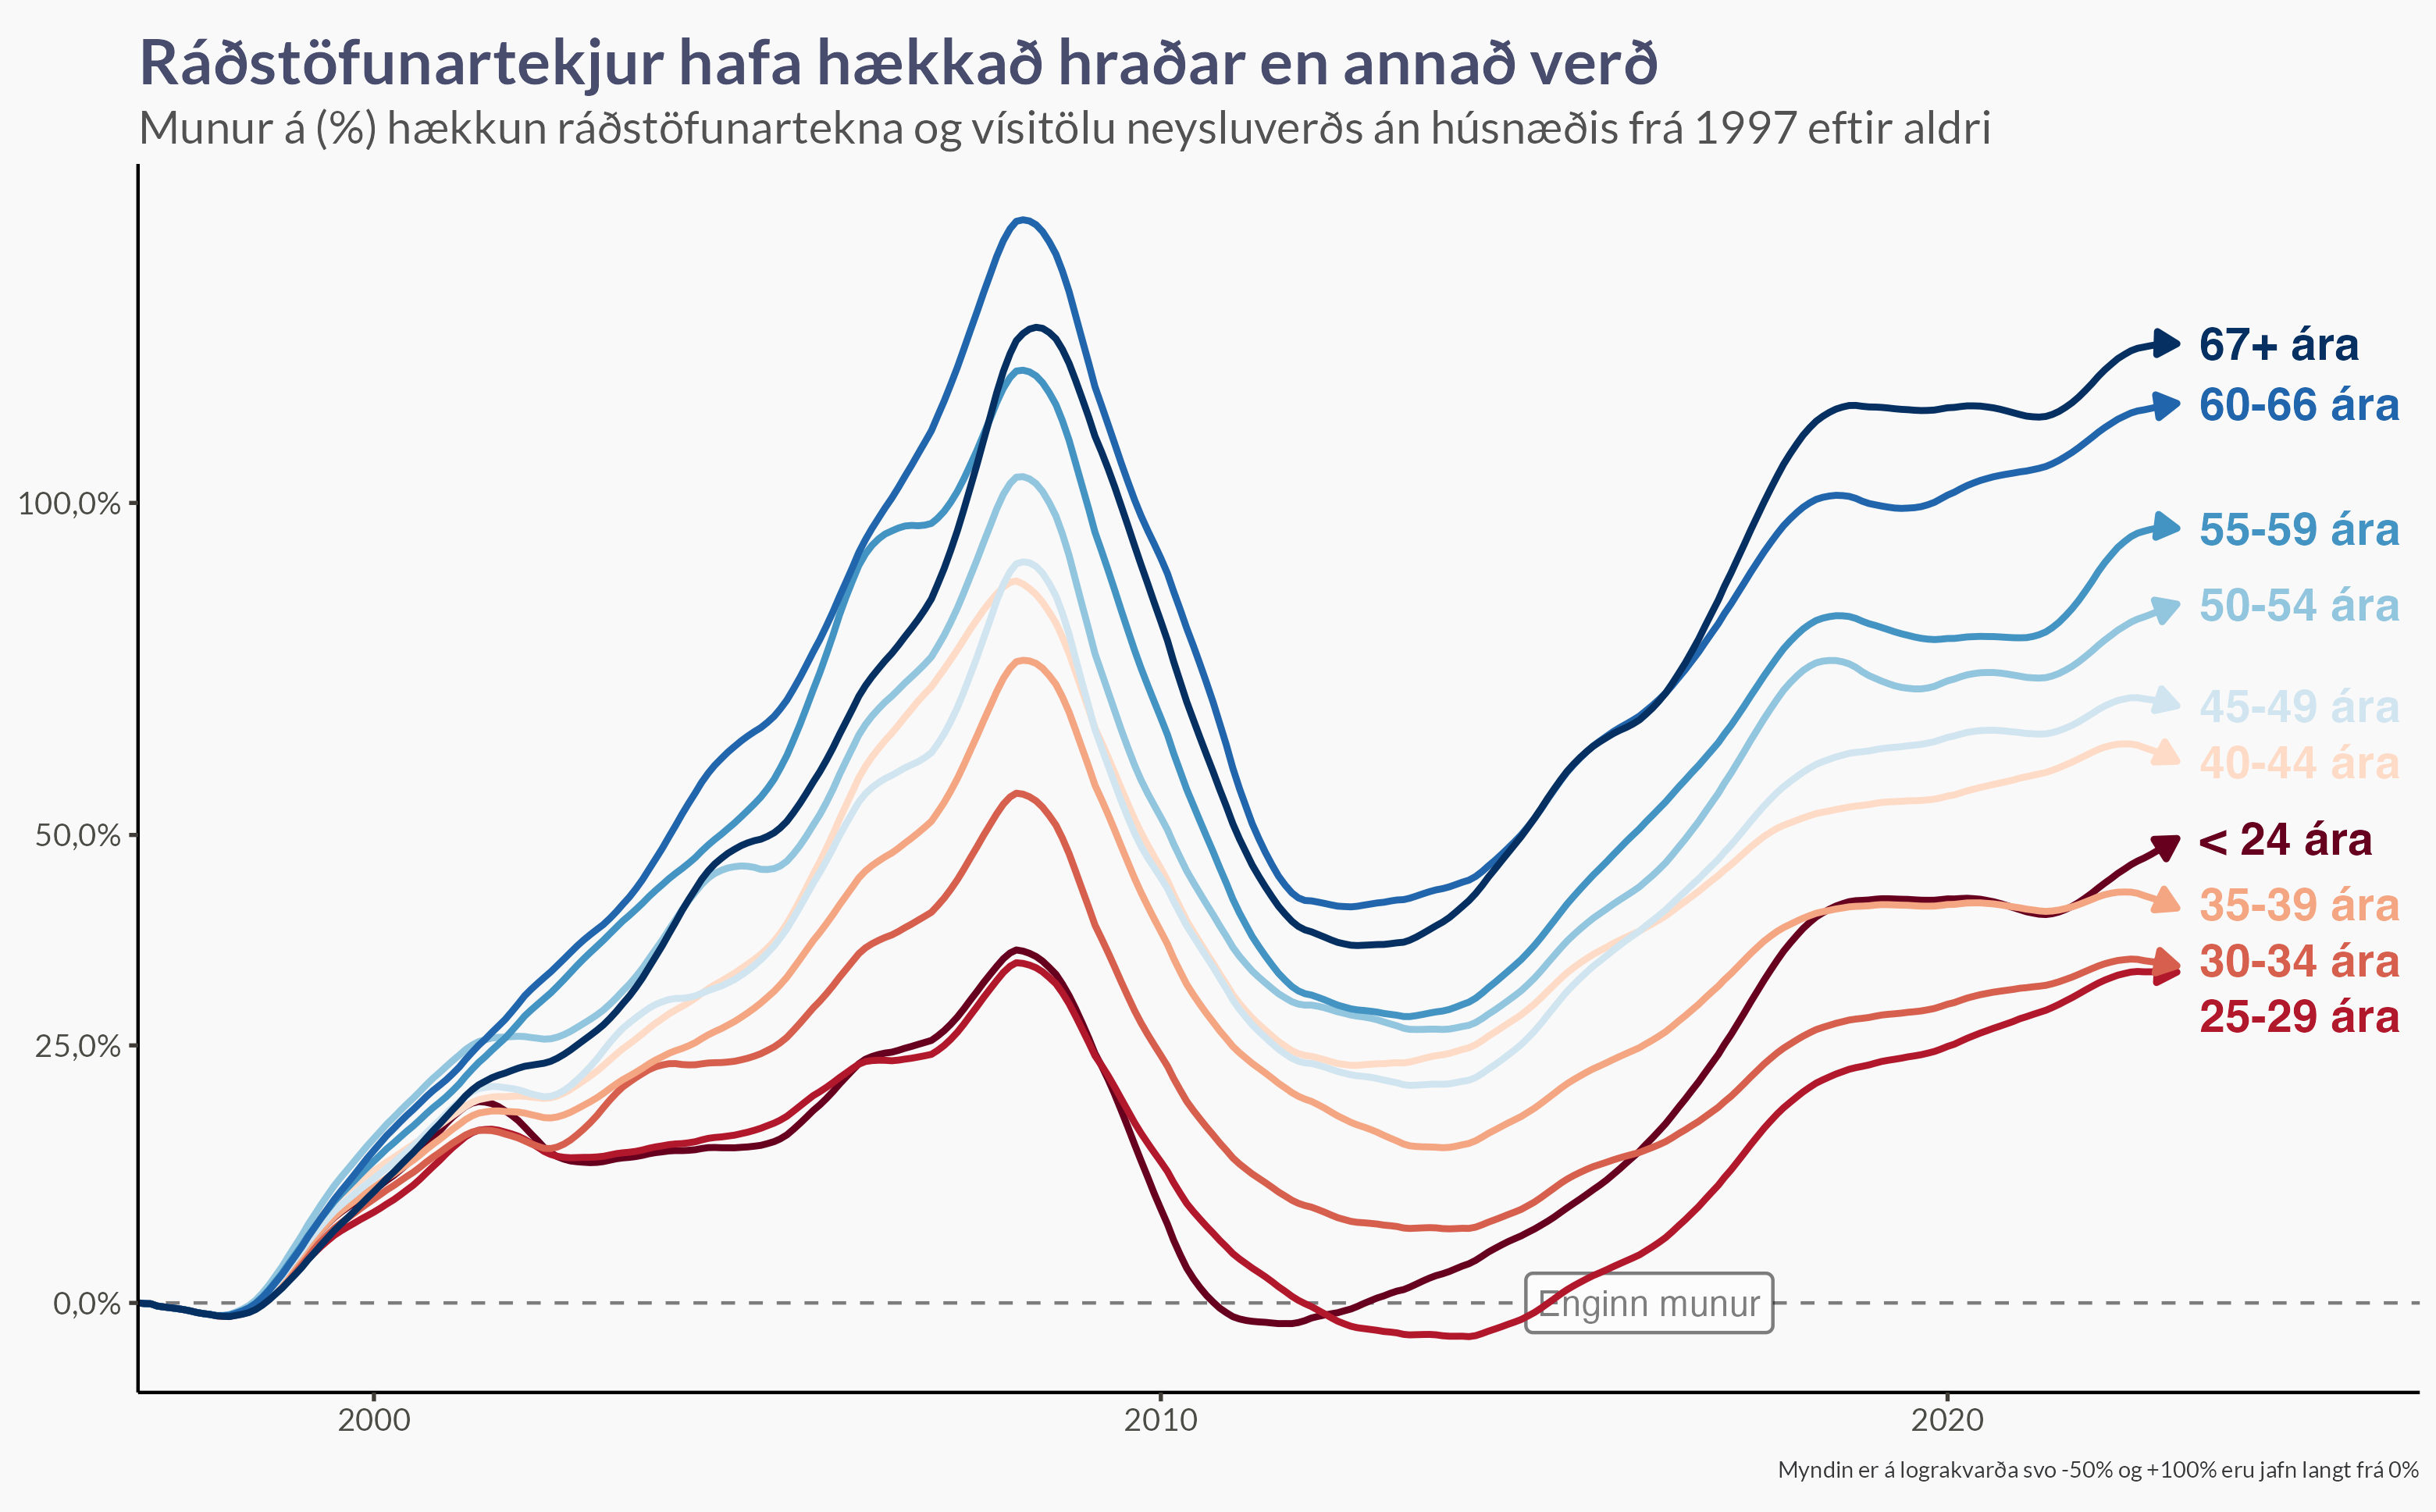 Ráðstöfunartekjur hafa hækkað hraðar en annað verð
Munur á (%) hækkun ráðstöfunartekna og vísitölu neysluverðs án húsnæðis frá 1997 eftir aldri
100,0%
50,0%
25,0%
0,0%
67+ ára
60-66 ára
55-59 ára
50-54 ára
45-49 ára
40-44 ára
< 24 ára
35-39 ára
30-34 ára
25-29 ára
Enginn munur
2000
2010
2020
Myndin er á lograkvarða svo -50% og +100% eru jafn langt frá 0%